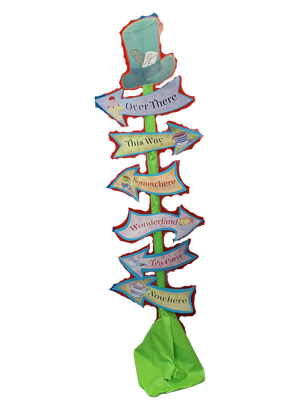 Over There
This Way
Somewhere
Wonderland
Tea Party
Nowhere